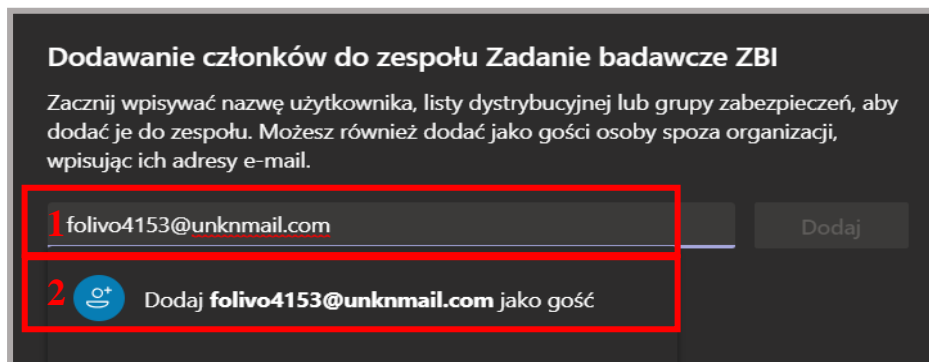 Dodawanie członków do zespołu Zadanie badawcze ZBI
Zacznij wpisywać nazwę użytkownika, listy dystrybucyjnej lub grupy zabezpieczeń, aby
dodać je do zespołu. Możesz również dodać jako gości osoby spoza organizacji,
wpisując ich adresy e-mail.
1 folivo4153@unknmail.com Dodaj
2 Dodaj folivo4153@unknmail.com jako gość